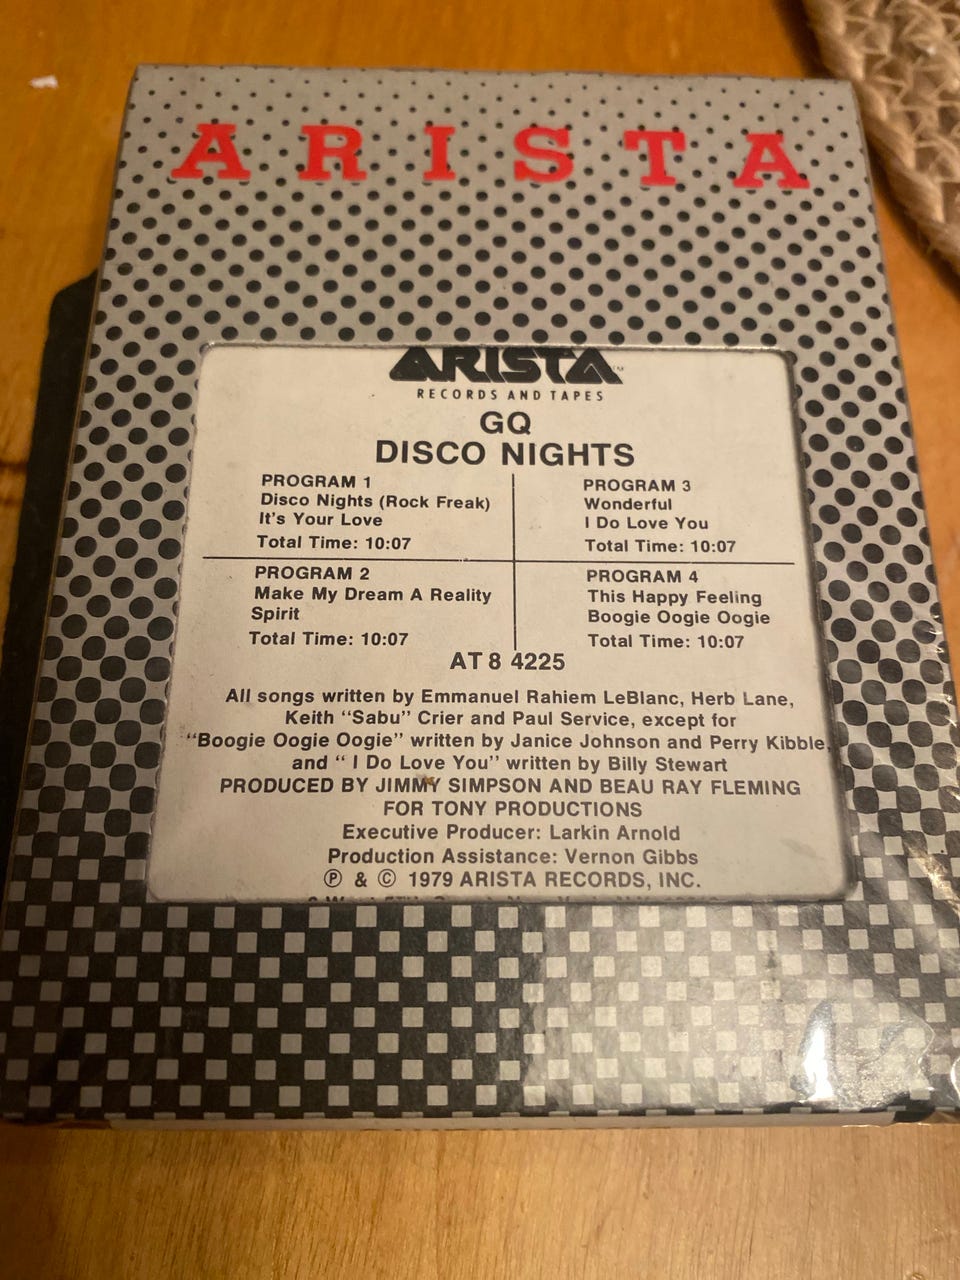 ARISTA
ARISTA™
RECORDS AND TAPES
GQ
DISCO NIGHTS
PROGRAM 1
Disco Nights (Rock Freak)
It's Your Love
Total Time: 10:07
PROGRAM 3
Wonderful
I Do Love You
Total Time: 10:07
PROGRAM 2
Make My Dream A Reality
Spirit
Total Time: 10:07
PROGRAM 4
This Happy Feeling
Boogie Oogie Oogie
Total Time: 10:07
AT8 4225
All songs written by Emmanuel Rahiem LeBlanc, Herb Lane,
Keith “Sabu” Crier and Paul Service, except for
“Boogie Oogie Oogie” written by Janice Johnson and Perry Kibble,
and “ I Do Love You” written by Billy Stewart
PRODUCED BY JIMMY SIMPSON AND BEAU RAY FLEMING
FOR TONY PRODUCTIONS
Executive Producer: Larkin Arnold
Production Assistance: Vernon Gibbs
℗ & © 1979 ARISTA RECORDS, INC.